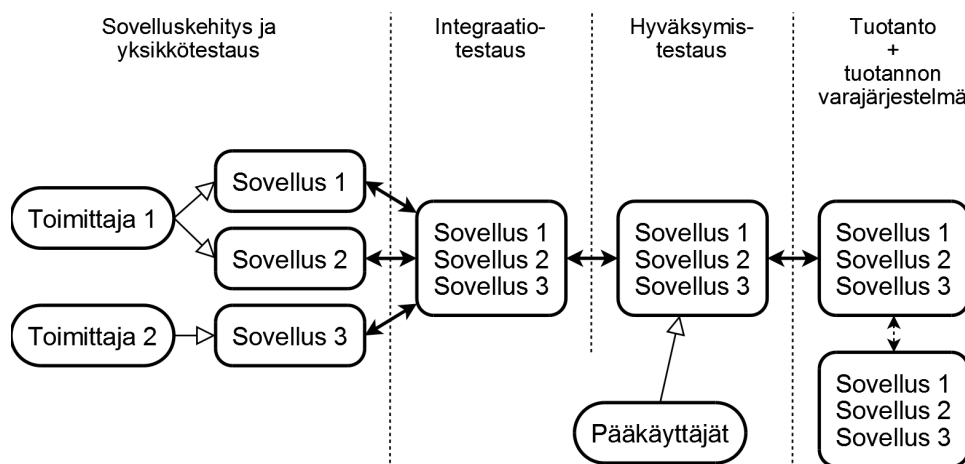 Sovelluskehitys ja
yksikkötestaus
Integraatio-
testaus
Hyväksymis-
testaus
Tuotanto
+
tuotannon
varajärjestelmä
Toimittaja 1
Sovellus 1
Sovellus 2
Toimittaja 2
Sovellus 3
Sovellus 1
Sovellus 2
Sovellus 3
Sovellus 1
Sovellus 2
Sovellus 3
Pääkäyttäjät
Sovellus 1
Sovellus 2
Sovellus 3
Sovellus 1
Sovellus 2
Sovellus 3